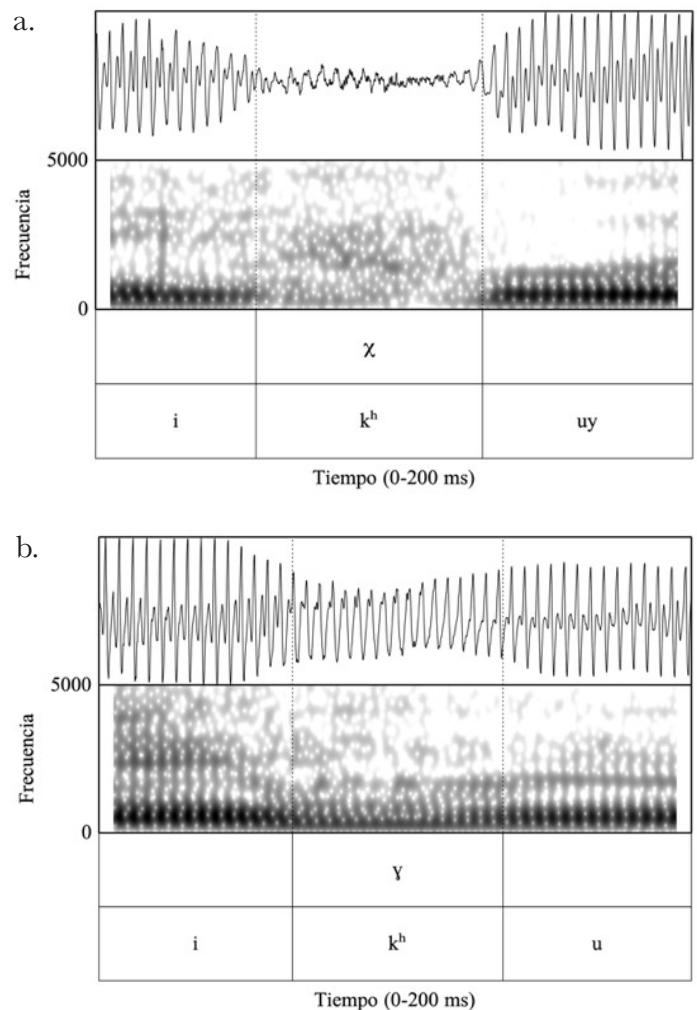 a.
5000
Frecuencia
0
χ
i kʰ uy
Tiempo (0-200 ms)
b.
5000
Frecuencia
0
ɣ
i kʰ u
Tiempo (0-200 ms)